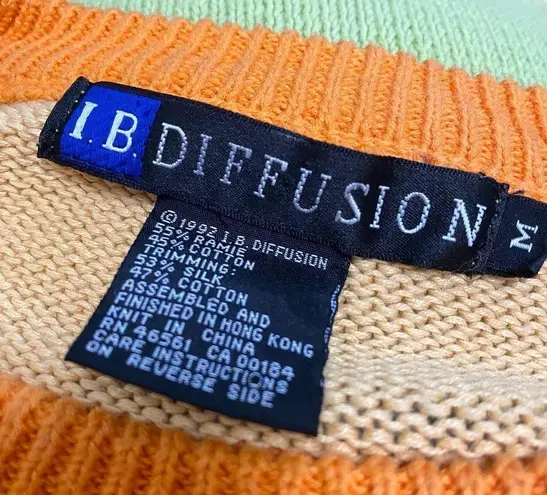 I.B. DIFFUSION M
© 1992 I.B. DIFFUSION
55% RAMIE
45% COTTON
TRIMMING:
53% SILK
47% COTTON
ASSEMBLED AND
FINISHED IN HONG KONG
KNIT IN CHINA
RN 46561 CA 00184
CARE INSTRUCTIONS
ON REVERSE SIDE